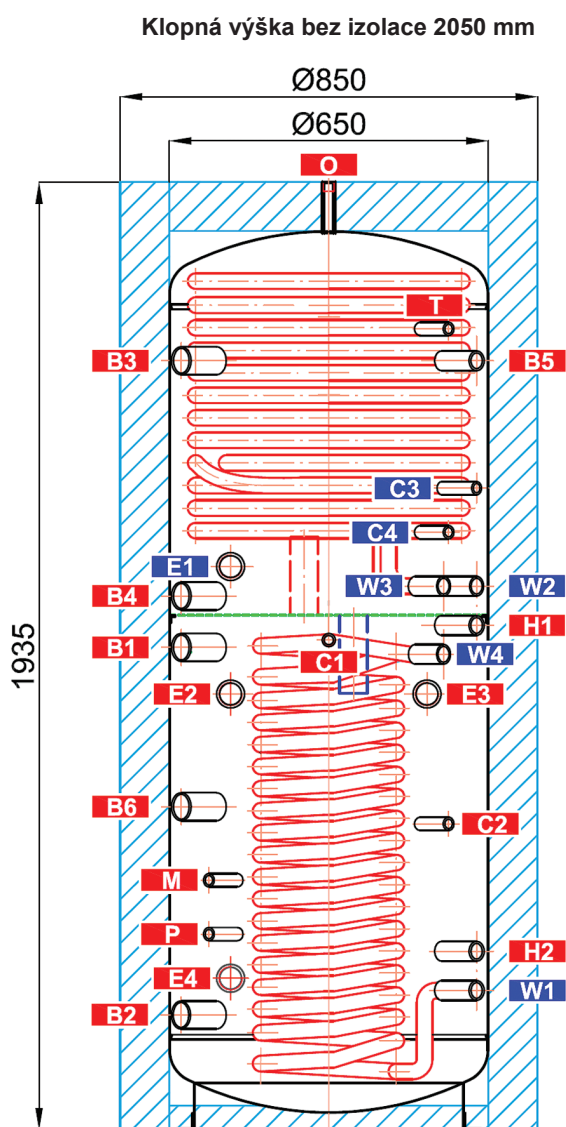 Klopná výška bez izolace 2050 mm
Ø850
Ø650
O
T
B3
B5
C3
C4
E1
W3
W2
B4
H1
B1
C1
W4
E2
E3
1935
B6
C2
M
P
H2
E4
W1
B2